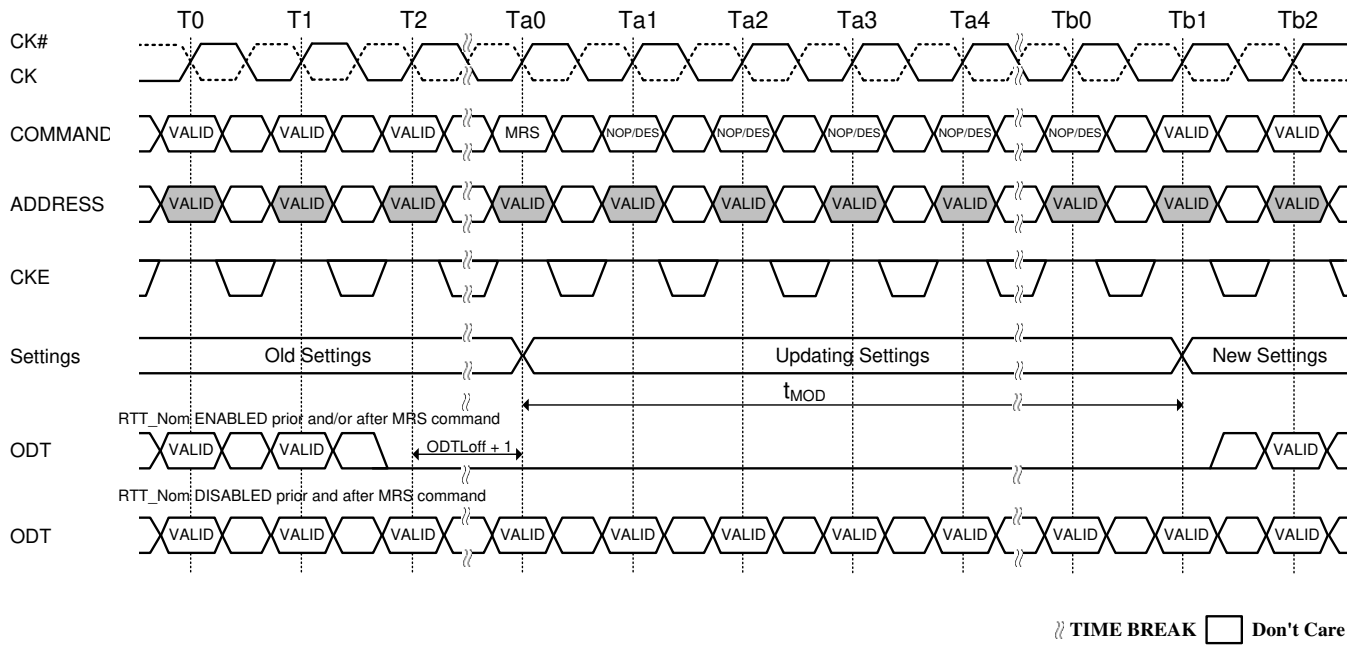 T0 T1 T2 Ta0 Ta1 Ta2 Ta3 Ta4 Tb0 Tb1 Tb2
CK#
CK
COMMAND VALID VALID VALID MRS NOP/DES NOP/DES NOP/DES NOP/DES NOP/DES VALID VALID
ADDRESS VALID VALID VALID VALID VALID VALID VALID VALID VALID VALID VALID
CKE
Settings Old Settings Updating Settings New Settings
tMOD
RTT_Nom ENABLED prior and/or after MRS command
ODT VALID VALID ODTLoff + 1 VALID
RTT_Nom DISABLED prior and after MRS command
ODT VALID VALID VALID VALID VALID VALID VALID VALID VALID VALID VALID
TIME BREAK Don't Care